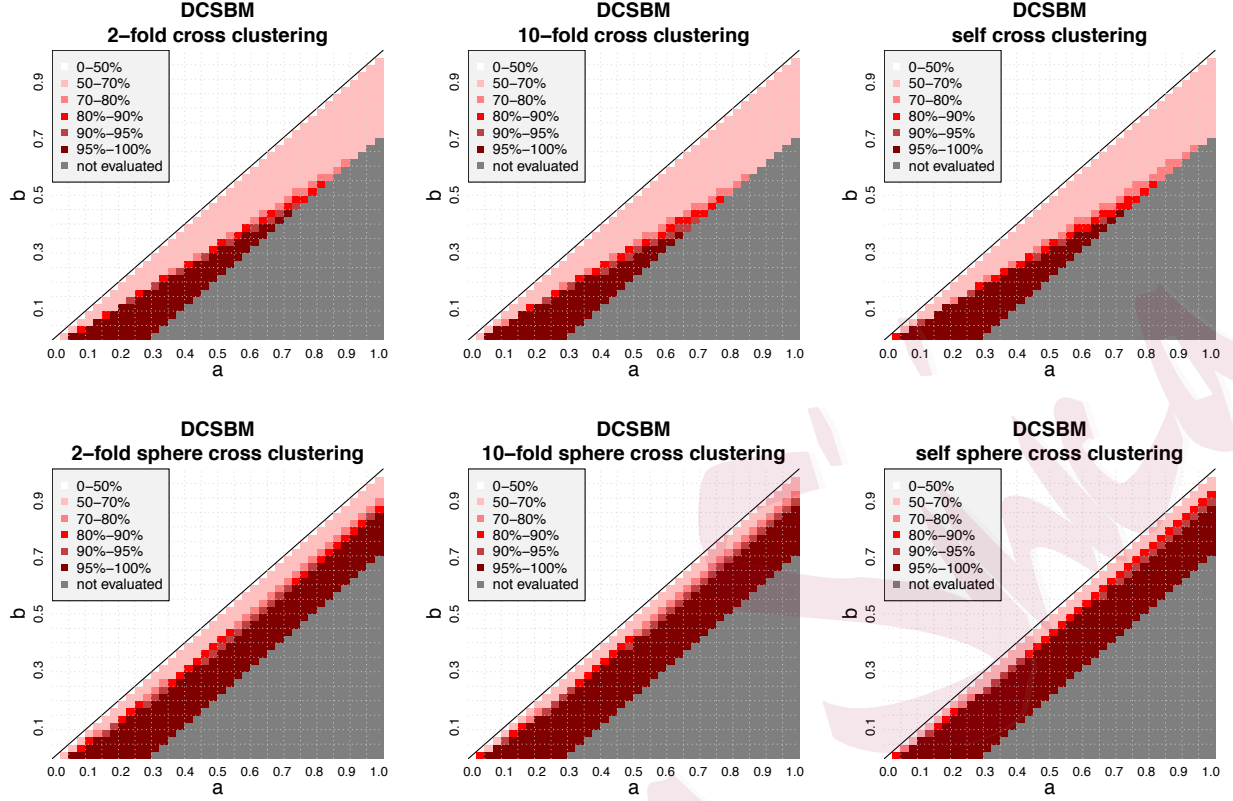 DCSBM
2−fold cross clustering
0−50%
50−70%
70−80%
80%−90%
90%−95%
95%−100%
not evaluated
b
0.1 0.3 0.5 0.7 0.9
0.0 0.1 0.2 0.3 0.4 0.5 0.6 0.7 0.8 0.9 1.0
a
DCSBM
10−fold cross clustering
0−50%
50−70%
70−80%
80%−90%
90%−95%
95%−100%
not evaluated
b
0.1 0.3 0.5 0.7 0.9
0.0 0.1 0.2 0.3 0.4 0.5 0.6 0.7 0.8 0.9 1.0
a
DCSBM
self cross clustering
0−50%
50−70%
70−80%
80%−90%
90%−95%
95%−100%
not evaluated
b
0.1 0.3 0.5 0.7 0.9
0.0 0.1 0.2 0.3 0.4 0.5 0.6 0.7 0.8 0.9 1.0
a
DCSBM
2−fold sphere cross clustering
0−50%
50−70%
70−80%
80%−90%
90%−95%
95%−100%
not evaluated
b
0.1 0.3 0.5 0.7 0.9
0.0 0.1 0.2 0.3 0.4 0.5 0.6 0.7 0.8 0.9 1.0
a
DCSBM
10−fold sphere cross clustering
0−50%
50−70%
70−80%
80%−90%
90%−95%
95%−100%
not evaluated
b
0.1 0.3 0.5 0.7 0.9
0.0 0.1 0.2 0.3 0.4 0.5 0.6 0.7 0.8 0.9 1.0
a
DCSBM
self sphere cross clustering
0−50%
50−70%
70−80%
80%−90%
90%−95%
95%−100%
not evaluated
b
0.1 0.3 0.5 0.7 0.9
0.0 0.1 0.2 0.3 0.4 0.5 0.6 0.7 0.8 0.9 1.0
a